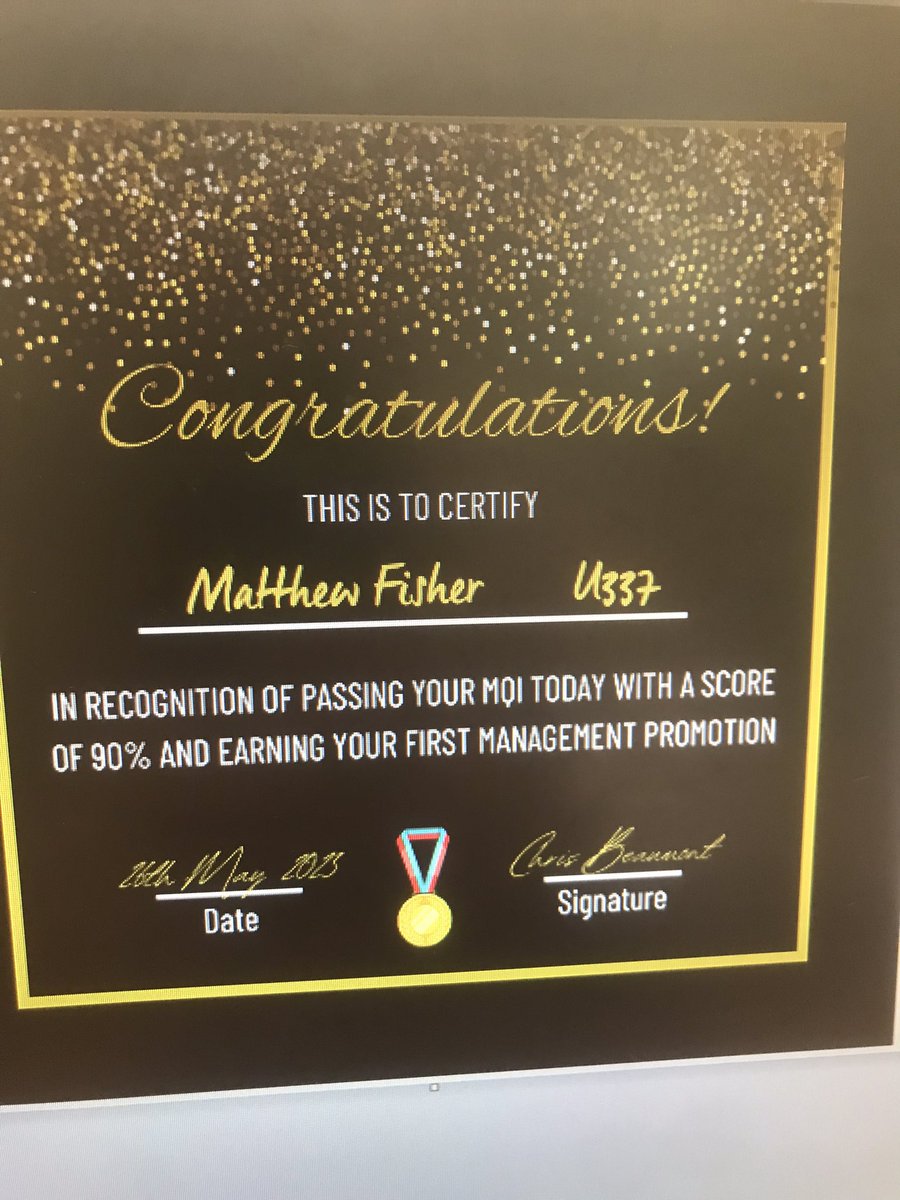 Congratulations!
THIS IS TO CERTIFY
Matthew Fisher U337
IN RECOGNITION OF PASSING YOUR MQI TODAY WITH A SCORE
OF 90% AND EARNING YOUR FIRST MANAGEMENT PROMOTION
26th May 2023 Chris Beaumont
Date Signature